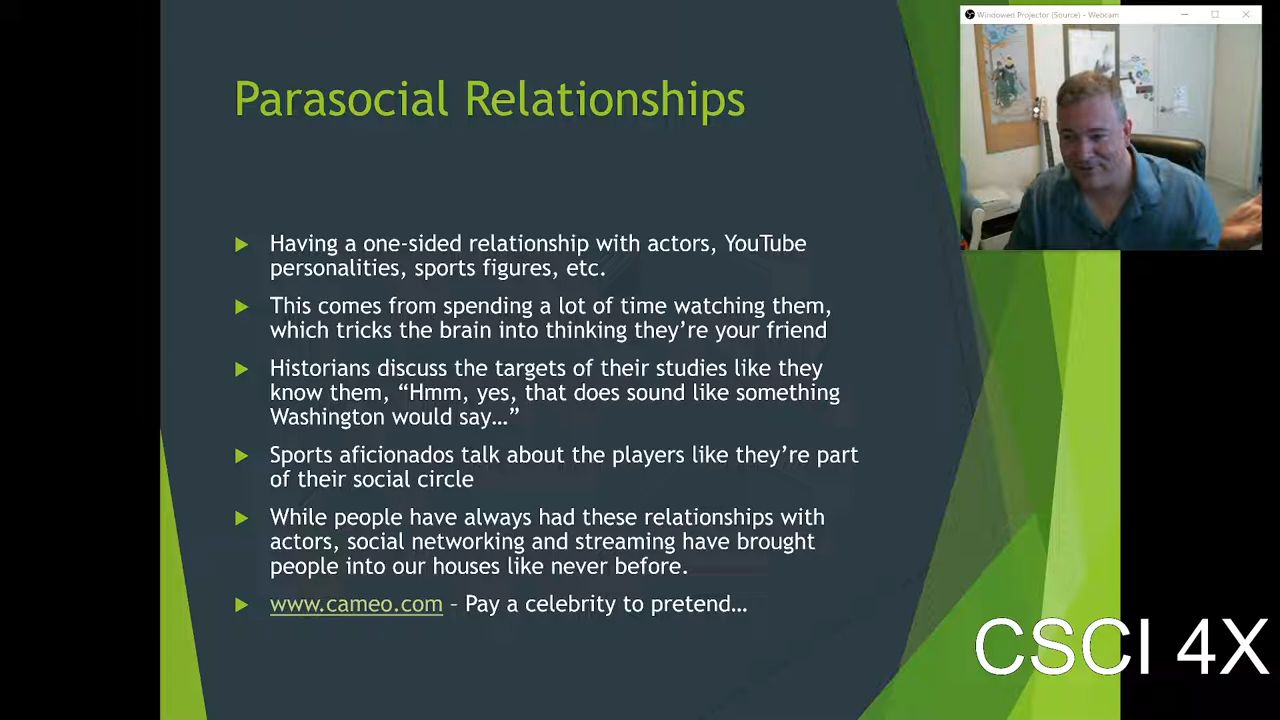 Windowed Projector (Source) - Webcam
Parasocial Relationships
Having a one-sided relationship with actors, YouTube
personalities, sports figures, etc.
This comes from spending a lot of time watching them,
which tricks the brain into thinking they’re your friend
Historians discuss the targets of their studies like they
know them, “Hmm, yes, that does sound like something
Washington would say…”
Sports aficionados talk about the players like they’re part
of their social circle
While people have always had these relationships with
actors, social networking and streaming have brought
people into our houses like never before.
www.cameo.com – Pay a celebrity to pretend…
CSCI 4X